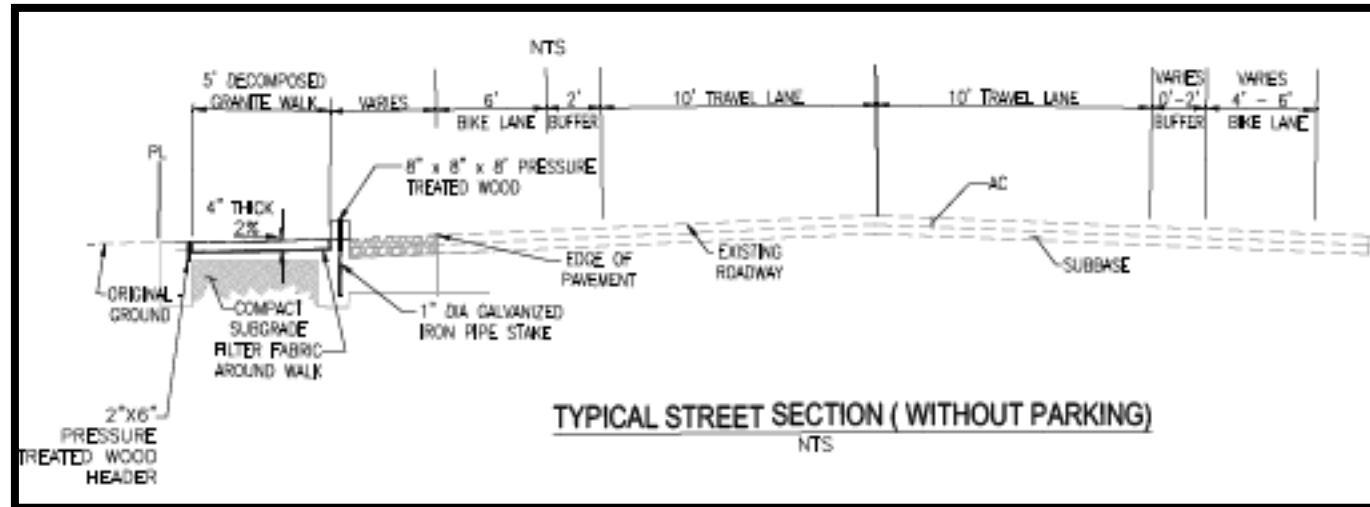 NTS
5' DECOMPOSED
GRANITE WALK
VARIES
6'
BIKE LANE
2'
BUFFER
10' TRAVEL LANE
10' TRAVEL LANE
VARIES
0'-2'
BUFFER
VARIES
4' - 6'
BIKE LANE
PL
8" x 8" x 8' PRESSURE
TREATED WOOD
4" THICK
2%
AC
EDGE OF
PAVEMENT
EXISTING
ROADWAY
SUBBASE
ORIGINAL
GROUND
COMPACT
SUBGRADE
FILTER FABRIC
AROUND WALK
1" DIA GALVANIZED
IRON PIPE STAKE
2"X6"
PRESSURE
TREATED WOOD
HEADER
TYPICAL STREET SECTION ( WITHOUT PARKING)
NTS